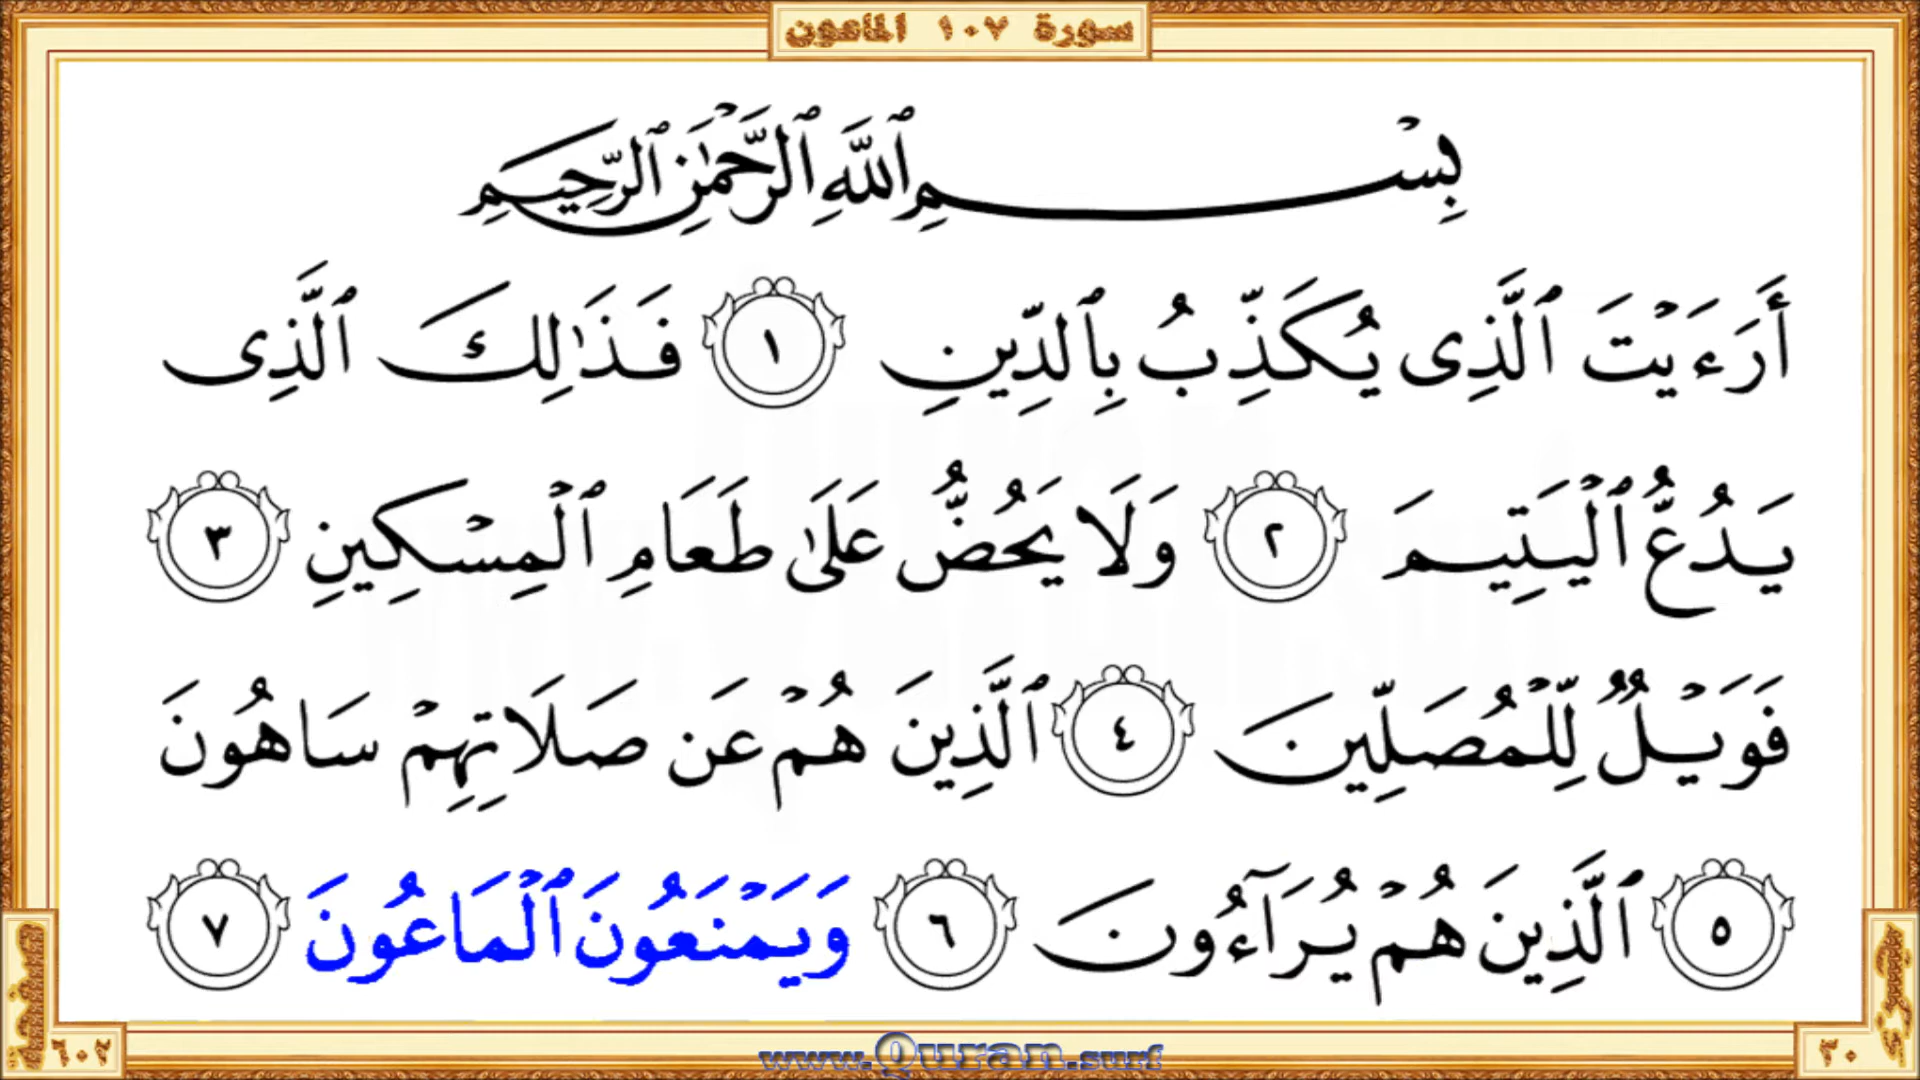 سورة ١٠٧ الماعون
بِسۡمِ ٱللَّهِ ٱلرَّحۡمَٰنِ ٱلرَّحِيمِ
أَرَءَيۡتَ ٱلَّذِى يُكَذِّبُ بِٱلدِّينِ ١ فَذَٰلِكَ ٱلَّذِى
يَدُعُّ ٱلۡيَتِيمَ ٢ وَلَا يَحُضُّ عَلَىٰ طَعَامِ ٱلۡمِسۡكِينِ ٣
فَوَيۡلٌ لِّلۡمُصَلِّينَ ٤ ٱلَّذِينَ هُمۡ عَن صَلَاتِهِمۡ سَاهُونَ
٥ ٱلَّذِينَ هُمۡ يُرَآءُونَ ٦ وَيَمۡنَعُونَ ٱلۡمَاعُونَ ٧
جزء ٣٠
صفحة ٦٠٢
www.Quran.surf